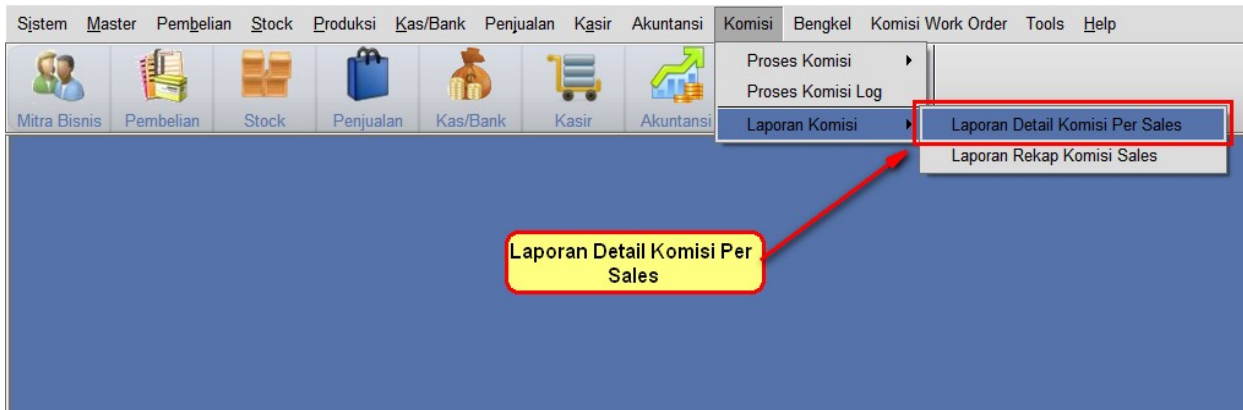 Sistem Master Pembelian Stock Produksi Kas/Bank Penjualan Kasir Akuntansi Komisi Bengkel Komisi Work Order Tools Help
Mitra Bisnis Pembelian Stock Penjualan Kas/Bank Kasir Akuntansi
Proses Komisi
Proses Komisi Log
Laporan Komisi
Laporan Detail Komisi Per Sales
Laporan Rekap Komisi Sales
Laporan Detail Komisi Per
Sales